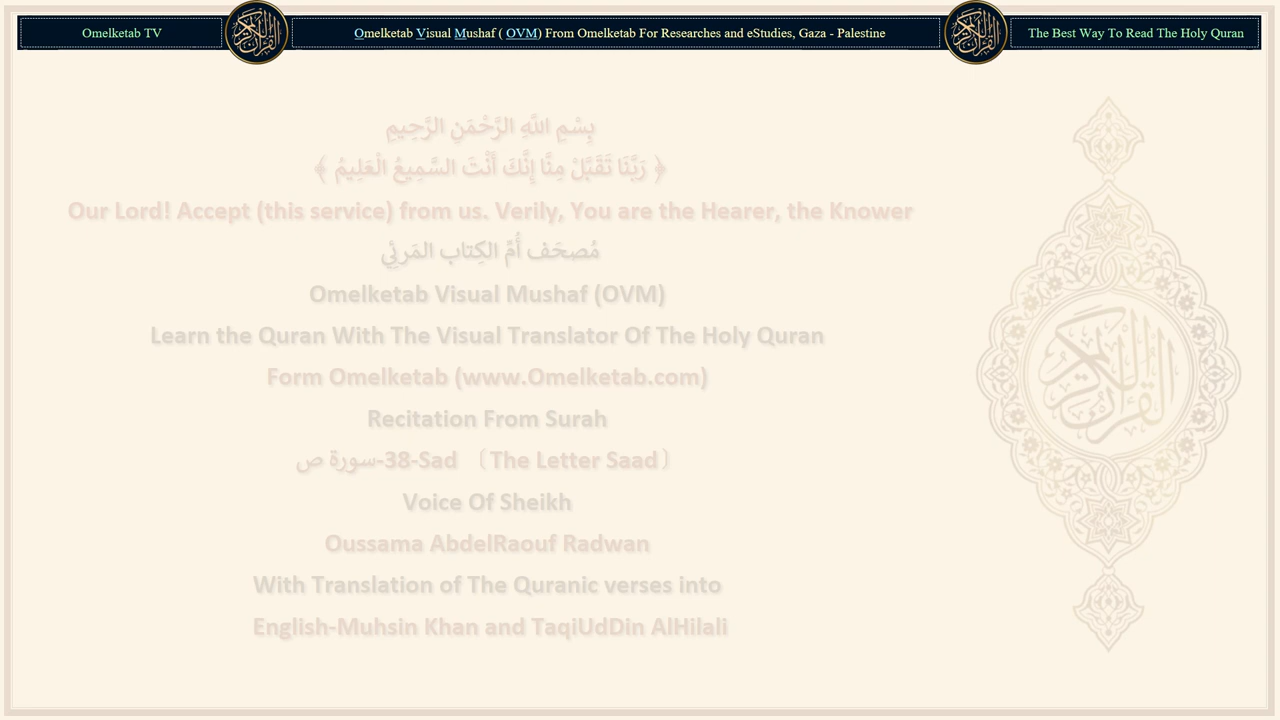 Omelketab TV
Omelketab Visual Mushaf ( OVM) From Omelketab For Researches and eStudies, Gaza - Palestine
The Best Way To Read The Holy Quran
بِسْمِ اللَّهِ الرَّحْمَنِ الرَّحِيمِ
﴿ رَبَّنَا تَقَبَّلْ مِنَّا إِنَّكَ أَنْتَ السَّمِيعُ الْعَلِيمُ ﴾
Our Lord! Accept (this service) from us. Verily, You are the Hearer, the Knower
مُصحَف أُمِّ الكِتاب المَرئِي
Omelketab Visual Mushaf (OVM)
Learn the Quran With The Visual Translator Of The Holy Quran
Form Omelketab (www.Omelketab.com)
Recitation From Surah
سورة ص-38-Sad 〔The Letter Saad〕
Voice Of Sheikh
Oussama AbdelRaouf Radwan
With Translation of The Quranic verses into
English-Muhsin Khan and TaqiUdDin AlHilali
القرآن الكريم